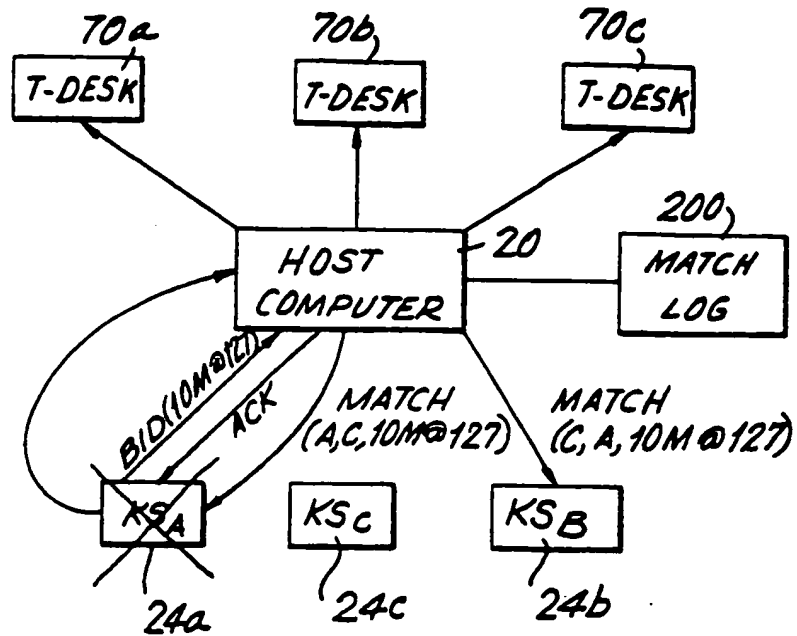 70a
70b
70c
T-DESK
T-DESK
T-DESK
HOST
COMPUTER
20
200
MATCH
LOG
BID(10M@127)
ACK
MATCH
(A,C,10M@127)
MATCH
(C,A,10M@127)
KSA
KSC
KSB
24a
24c
24b